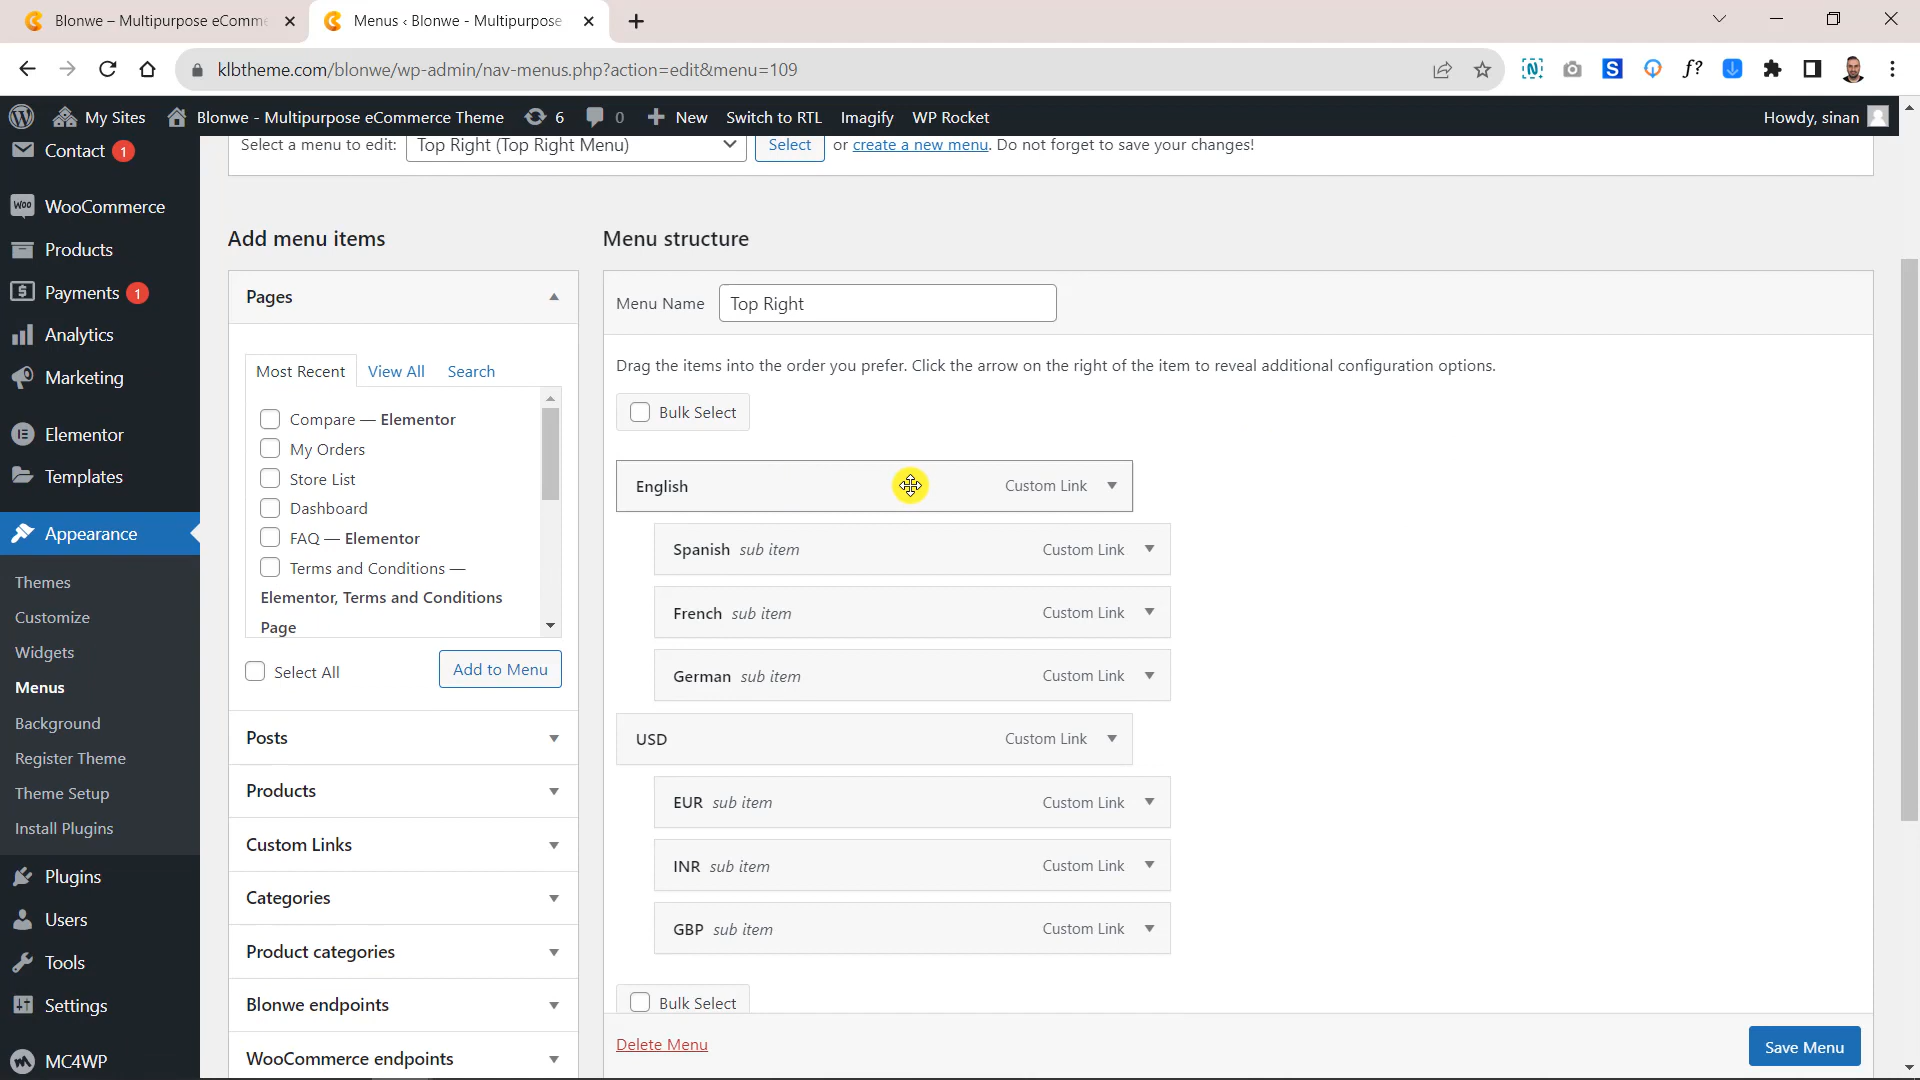 Blonwe – Multipurpose eComme
Menus ‹ Blonwe - Multipurpose
klbtheme.com/blonwe/wp-admin/nav-menus.php?action=edit&menu=109
My Sites
Blonwe - Multipurpose eCommerce Theme
6
0
New
Switch to RTL
Imagify
WP Rocket
Howdy, sinan
Contact 1
WooCommerce
Products
Payments 1
Analytics
Marketing
Elementor
Templates
Appearance
Themes
Customize
Widgets
Menus
Background
Register Theme
Theme Setup
Install Plugins
Plugins
Users
Tools
Settings
MC4WP
Select a menu to edit: Top Right (Top Right Menu) Select or create a new menu. Do not forget to save your changes!
Add menu items
Pages
Most Recent View All Search
Compare — Elementor
My Orders
Store List
Dashboard
FAQ — Elementor
Terms and Conditions —
Elementor, Terms and Conditions
Page
Select All
Add to Menu
Posts
Products
Custom Links
Categories
Product categories
Blonwe endpoints
WooCommerce endpoints
Menu structure
Menu Name Top Right
Drag the items into the order you prefer. Click the arrow on the right of the item to reveal additional configuration options.
Bulk Select
English Custom Link
Spanish sub item Custom Link
French sub item Custom Link
German sub item Custom Link
USD Custom Link
EUR sub item Custom Link
INR sub item Custom Link
GBP sub item Custom Link
Bulk Select
Delete Menu
Save Menu